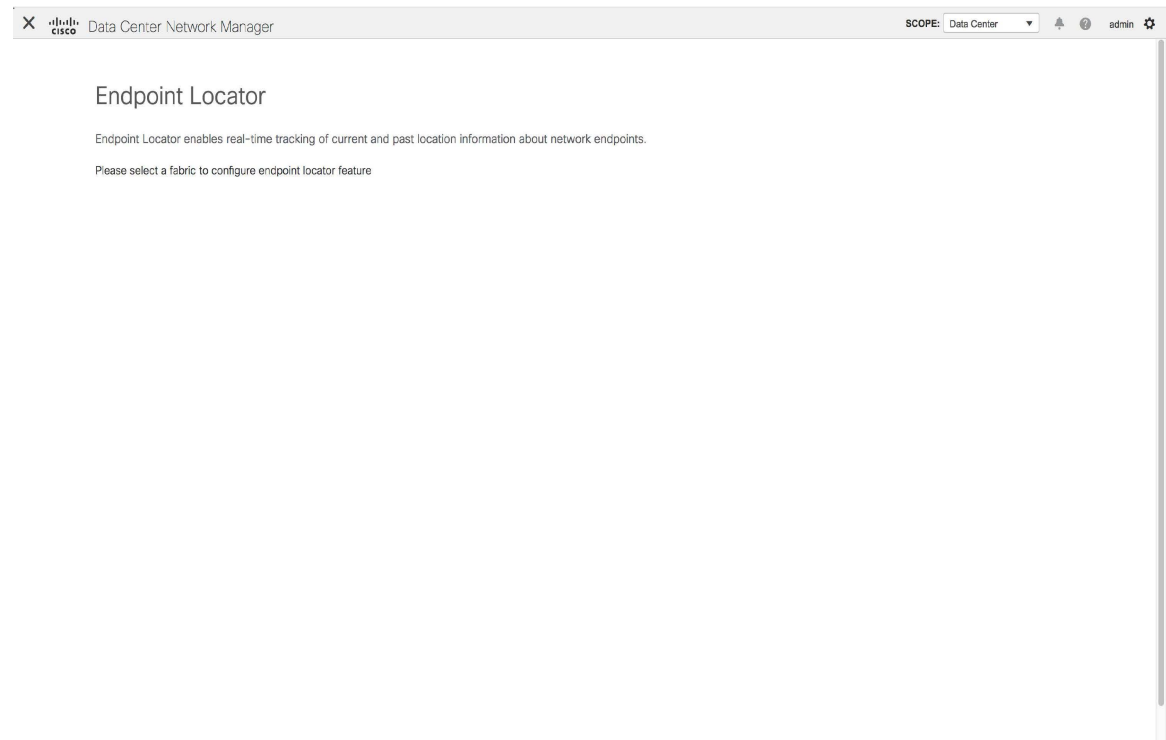 CISCO Data Center Network Manager SCOPE: Data Center admin
Endpoint Locator
Endpoint Locator enables real-time tracking of current and past location information about network endpoints.
Please select a fabric to configure endpoint locator feature